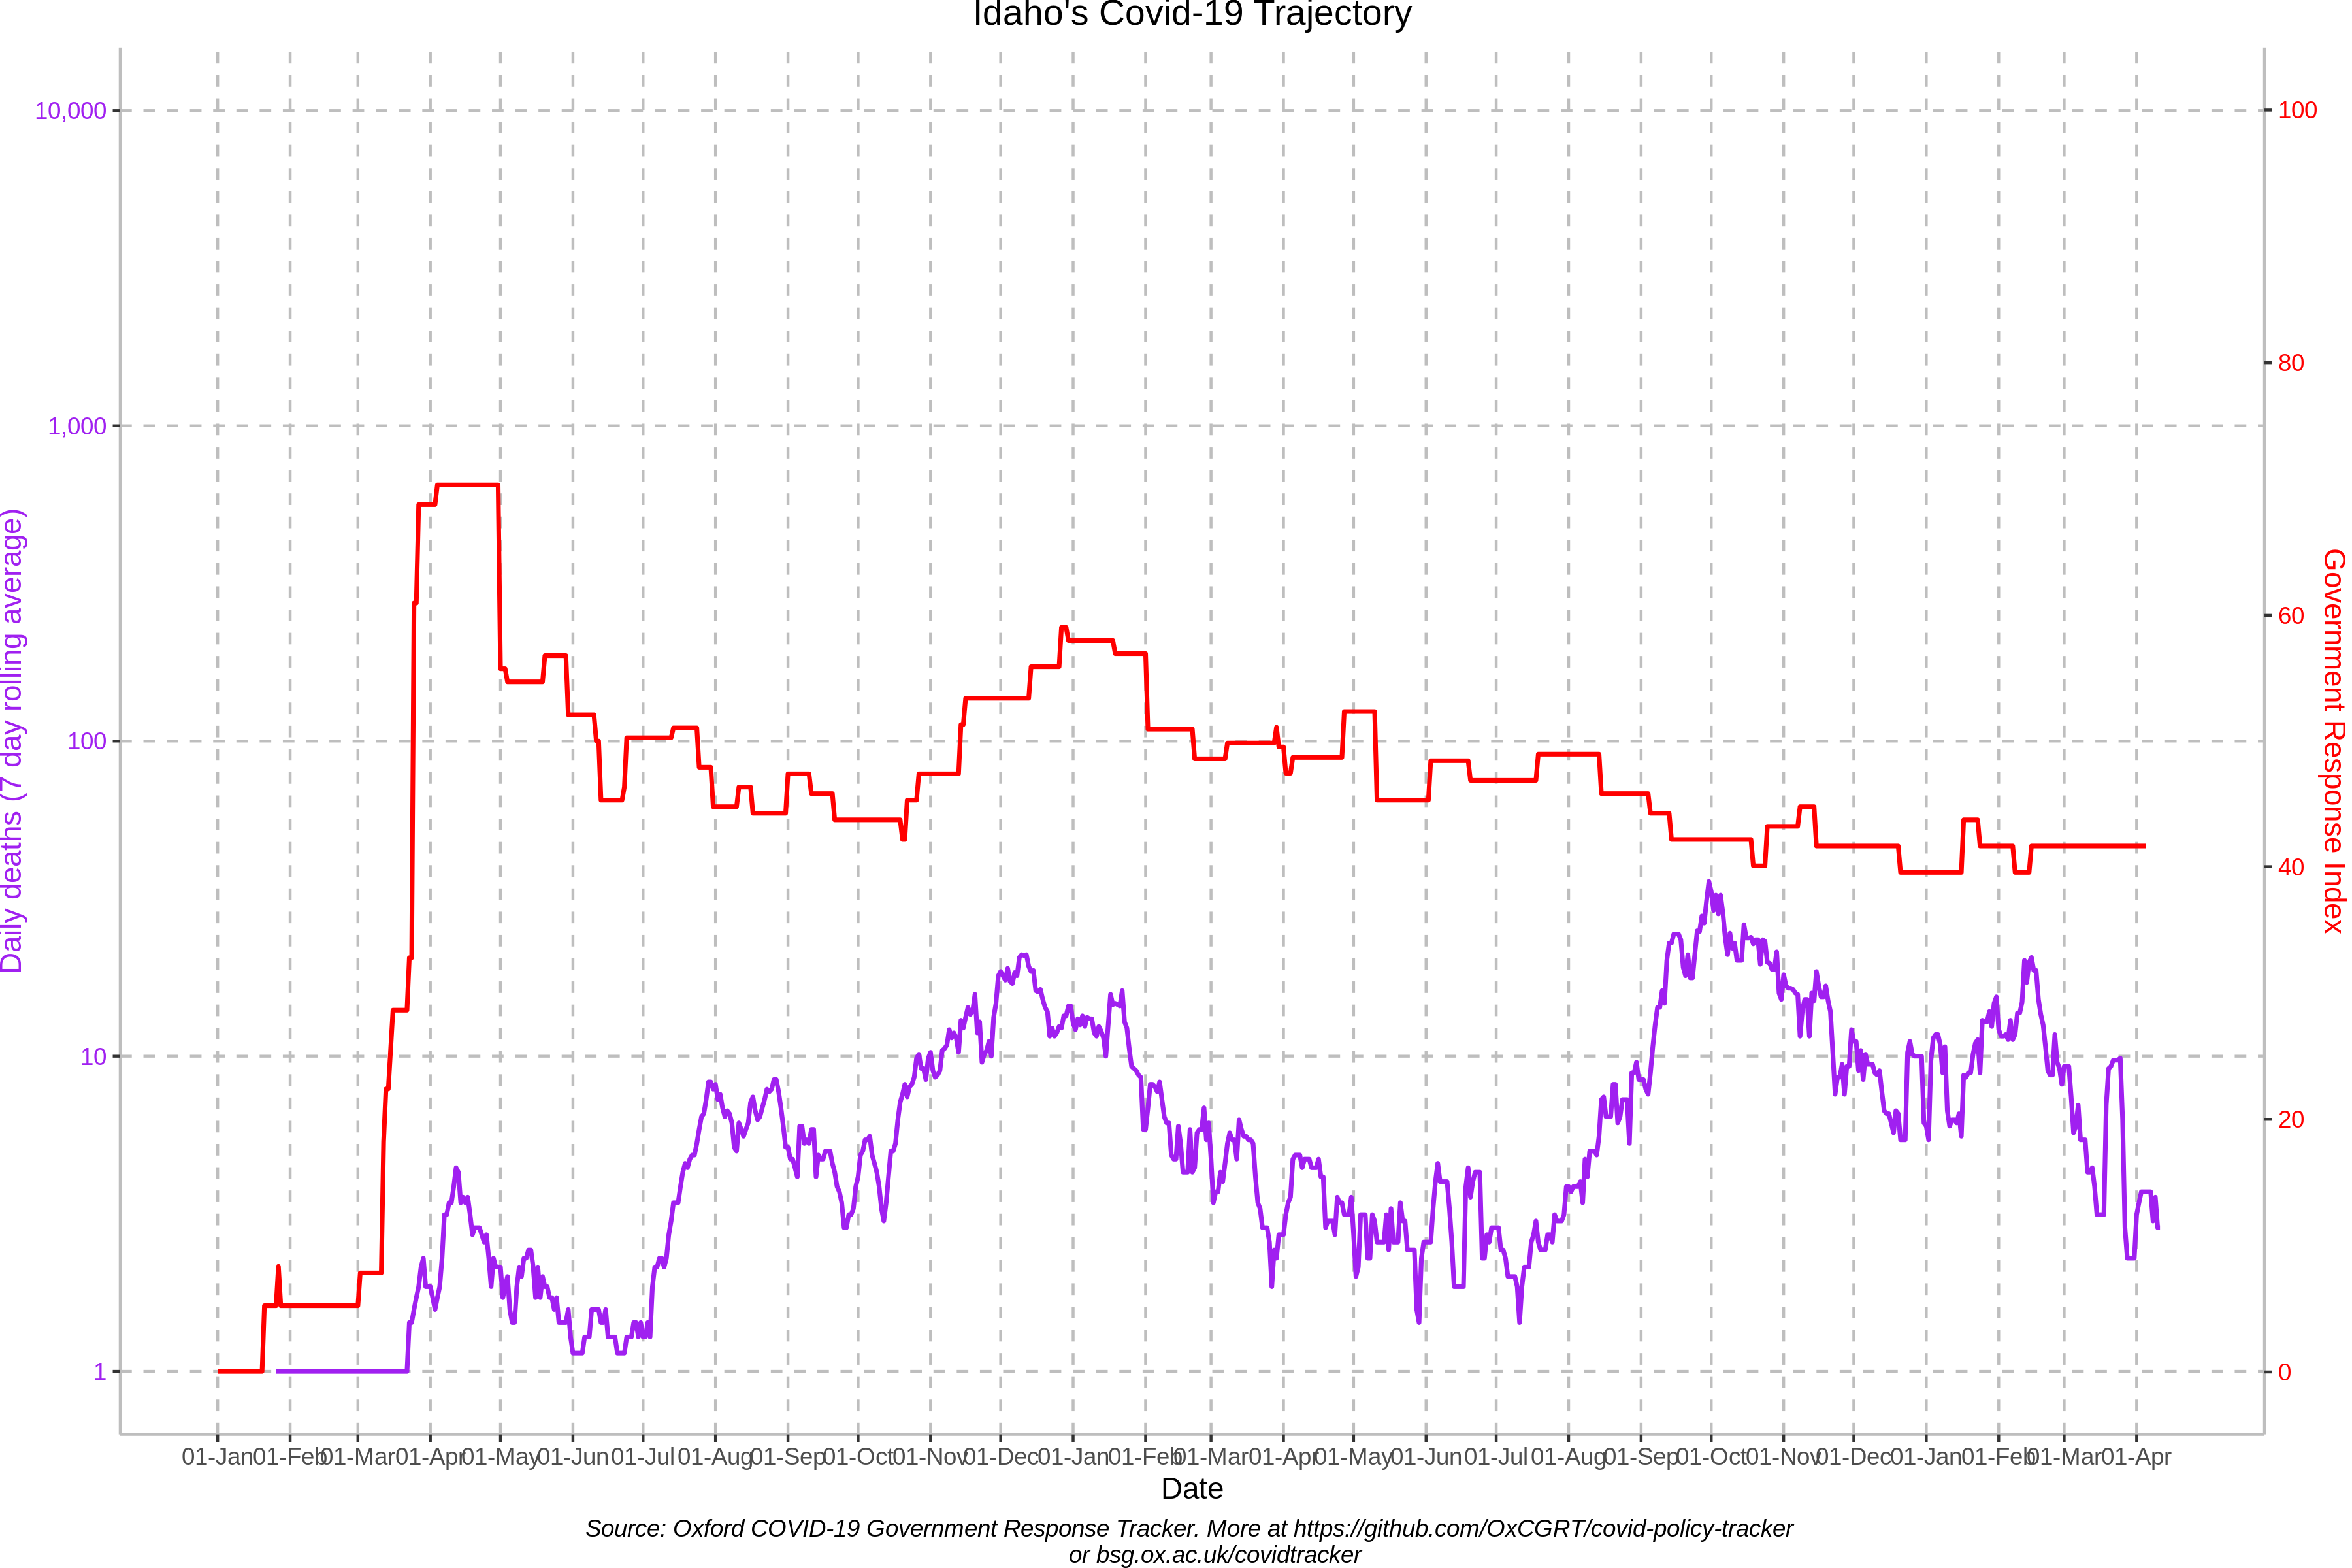 Idaho's Covid-19 Trajectory
10,000
1,000
100
10
1
Daily deaths (7 day rolling average)
100
80
60
40
20
0
Government Response Index
01-Jan 01-Feb 01-Mar 01-Apr 01-May 01-Jun 01-Jul 01-Aug 01-Sep 01-Oct 01-Nov 01-Dec 01-Jan 01-Feb 01-Mar 01-Apr 01-May 01-Jun 01-Jul 01-Aug 01-Sep 01-Oct 01-Nov 01-Dec 01-Jan 01-Feb 01-Mar 01-Apr
Date
Source: Oxford COVID-19 Government Response Tracker. More at https://github.com/OxCGRT/covid-policy-tracker
or bsg.ox.ac.uk/covidtracker